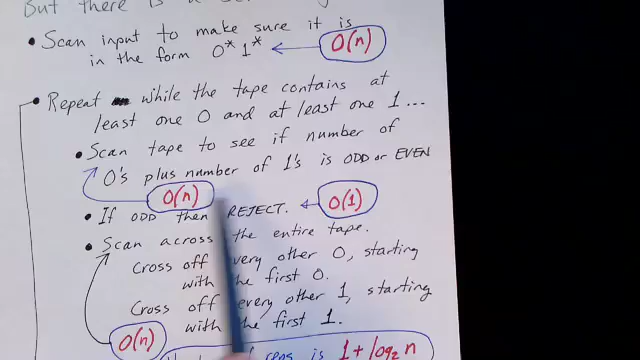 But there is a
• Scan input to make sure it is
in the form 0* 1* ← O(n)
• Repeat while the tape contains at
least one 0 and at least one 1...
• Scan tape to see if number of
0's plus number of 1's is ODD or EVEN
O(n)
• If ODD then REJECT. ← O(1)
• Scan across the entire tape.
Cross off every other 0, starting
with the first 0.
Cross off every other 1, starting
with the first 1.
O(n)
is 1 + log₂ n